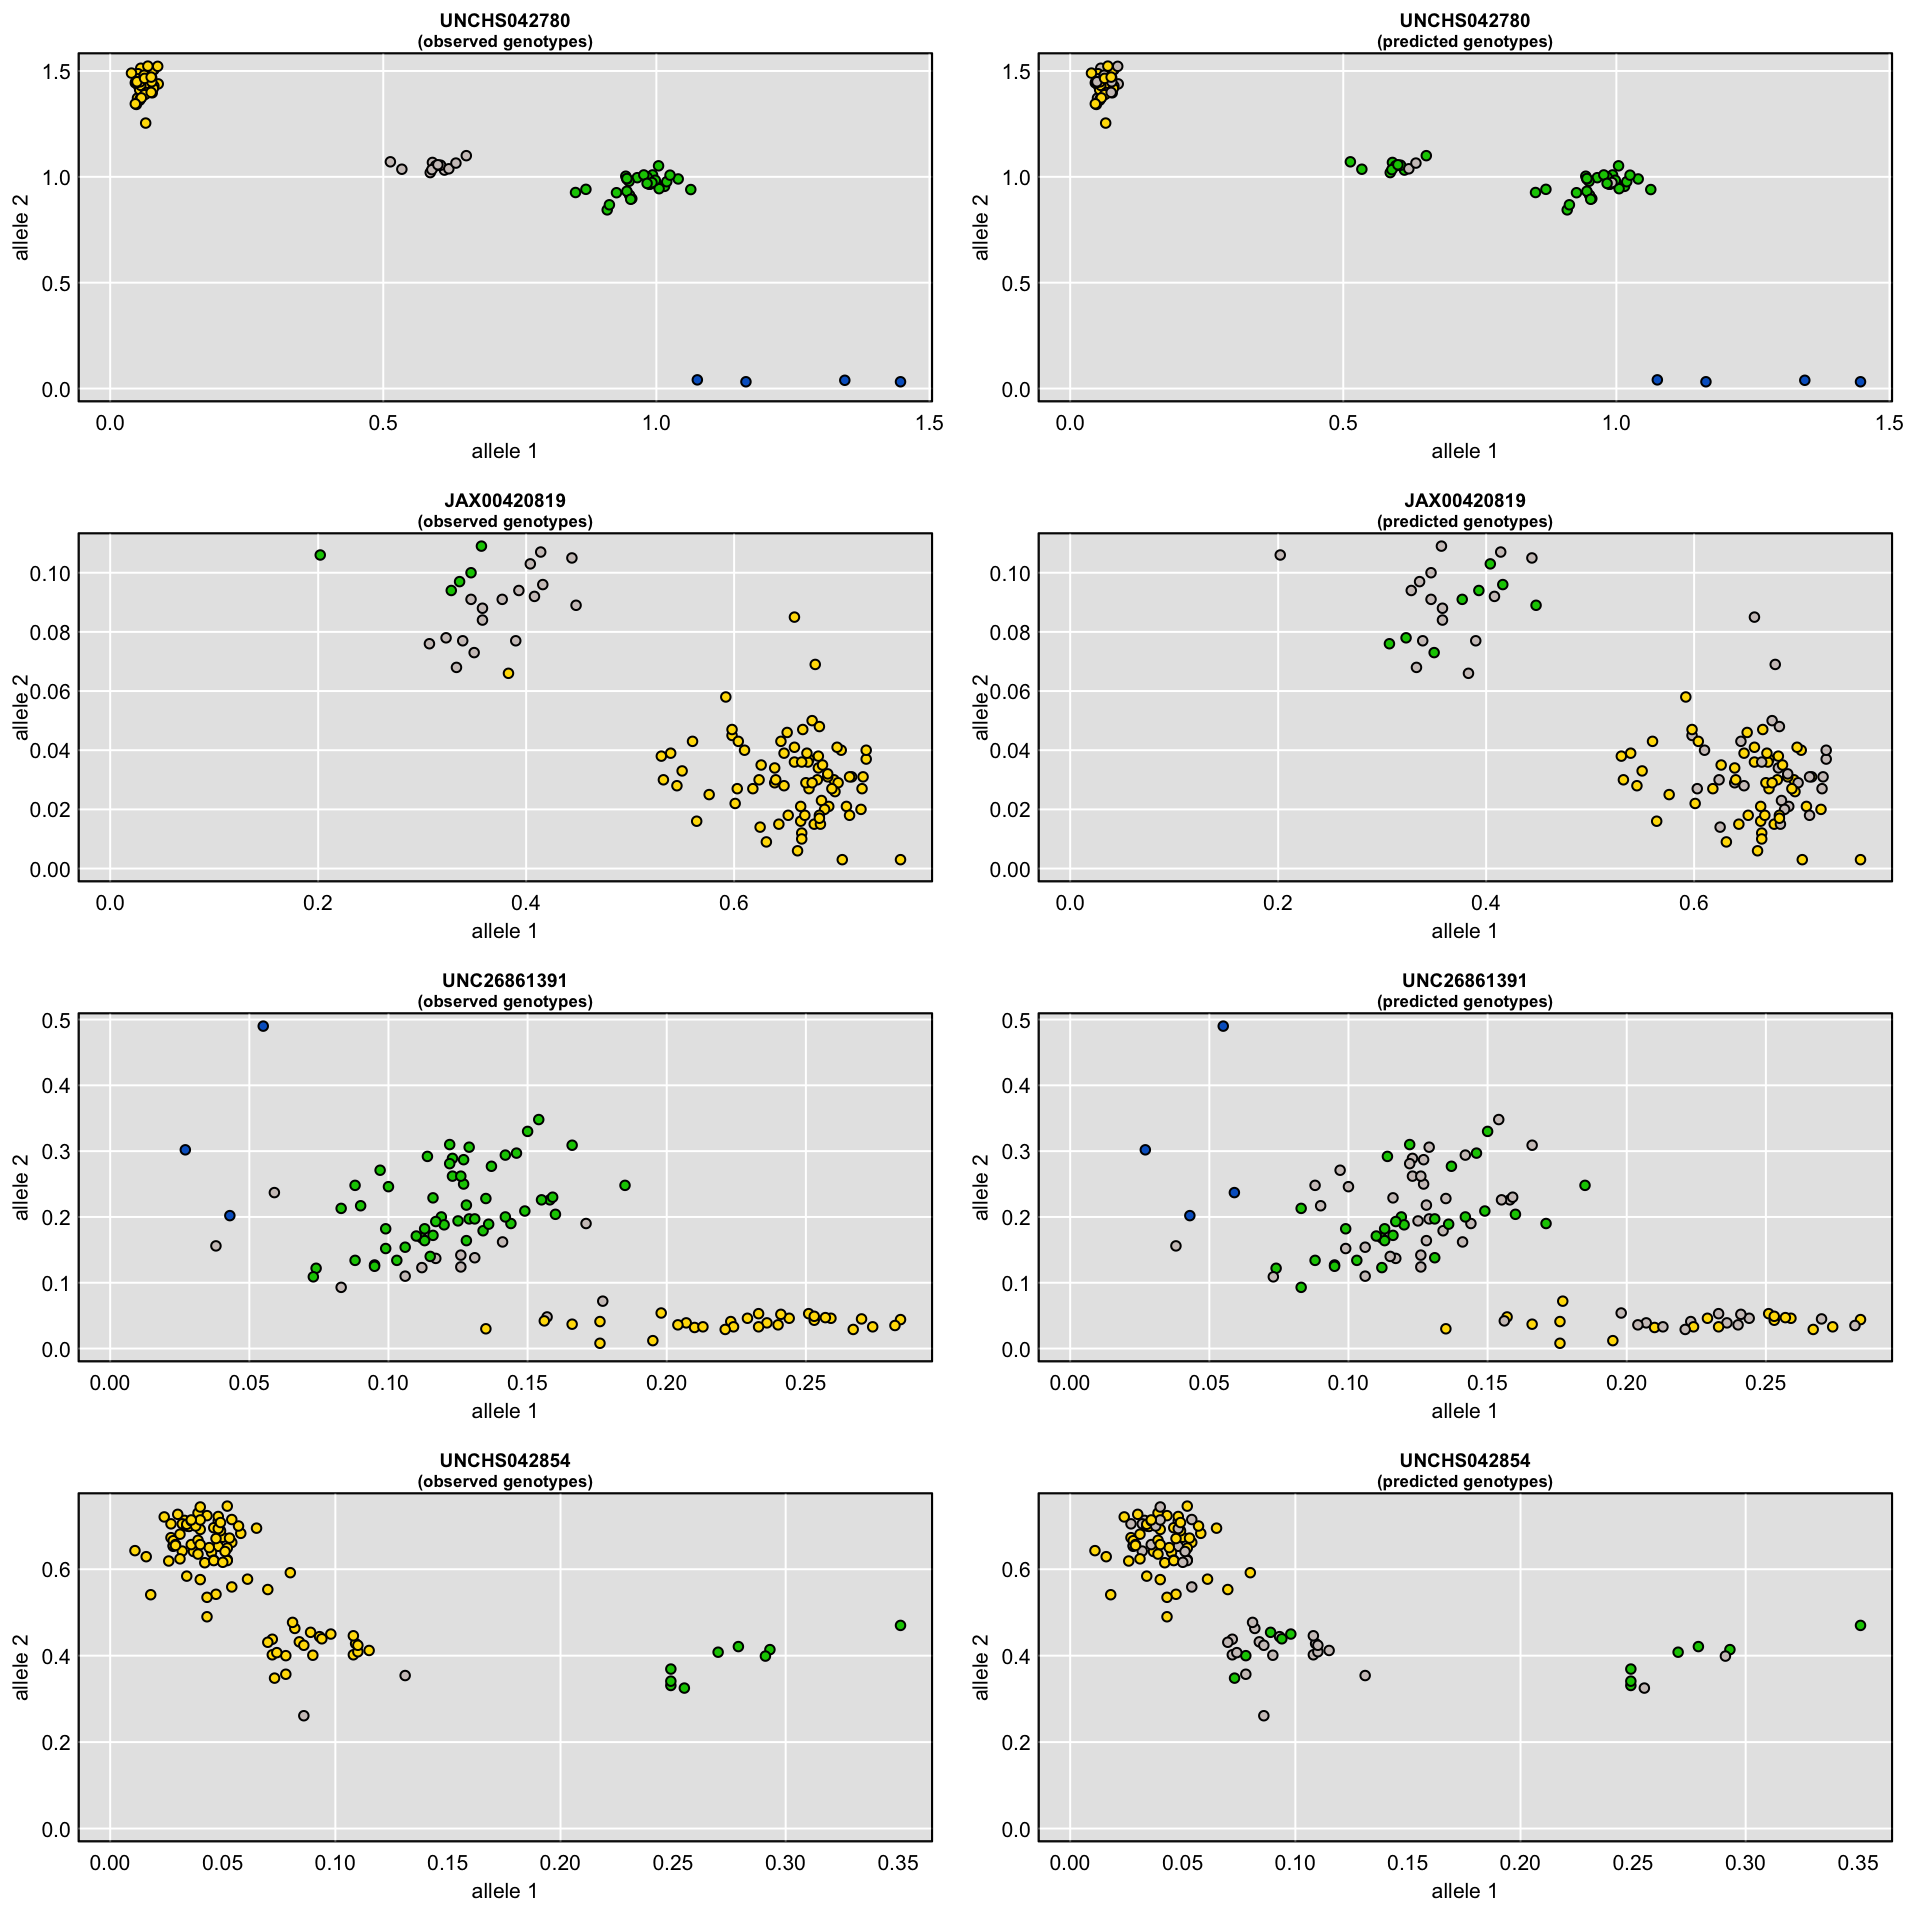 UNCHS042780
(observed genotypes)
1.5
1.0
0.5
0.0
allele 2
0.0 0.5 1.0 1.5
allele 1
UNCHS042780
(predicted genotypes)
1.5
1.0
0.5
0.0
allele 2
0.0 0.5 1.0 1.5
allele 1
JAX00420819
(observed genotypes)
0.10
0.08
0.06
0.04
0.02
0.00
allele 2
0.0 0.2 0.4 0.6
allele 1
JAX00420819
(predicted genotypes)
0.10
0.08
0.06
0.04
0.02
0.00
allele 2
0.0 0.2 0.4 0.6
allele 1
UNC26861391
(observed genotypes)
0.5
0.4
0.3
0.2
0.1
0.0
allele 2
0.00 0.05 0.10 0.15 0.20 0.25
allele 1
UNC26861391
(predicted genotypes)
0.5
0.4
0.3
0.2
0.1
0.0
allele 2
0.00 0.05 0.10 0.15 0.20 0.25
allele 1
UNCHS042854
(observed genotypes)
0.6
0.4
0.2
0.0
allele 2
0.00 0.05 0.10 0.15 0.20 0.25 0.30 0.35
allele 1
UNCHS042854
(predicted genotypes)
0.6
0.4
0.2
0.0
allele 2
0.00 0.05 0.10 0.15 0.20 0.25 0.30 0.35
allele 1